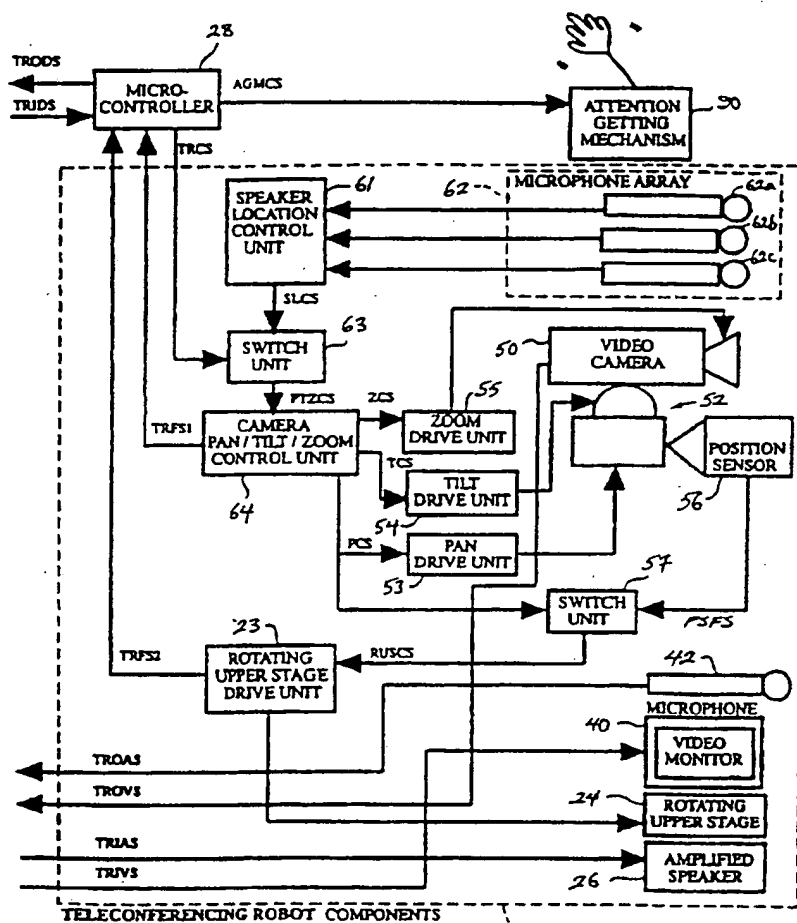 28
TRODS
MICRO-
CONTROLLER
AGMCS
TRIDS
ATTENTION
GETTING
MECHANISM
90
TRCS
61
SPEAKER
LOCATION
CONTROL
UNIT
62
MICROPHONE ARRAY
62a
62b
62c
SLCS
63
SWITCH
UNIT
50
VIDEO
CAMERA
PTZCS
ZCS
55
52
TRFS1
CAMERA
PAN / TILT / ZOOM
CONTROL UNIT
ZOOM
DRIVE UNIT
POSITION
SENSOR
TCS
64
TILT
DRIVE UNIT
54
56
PCS
PAN
DRIVE UNIT
53
57
SWITCH
UNIT
PSFS
23
RUSCS
TRFS2
ROTATING
UPPER STAGE
DRIVE UNIT
42
MICROPHONE
40
VIDEO
MONITOR
TROAS
TROVS
24
ROTATING
UPPER STAGE
TRIAS
AMPLIFIED
SPEAKER
26
TRIVS
TELECONFERENCING ROBOT COMPONENTS